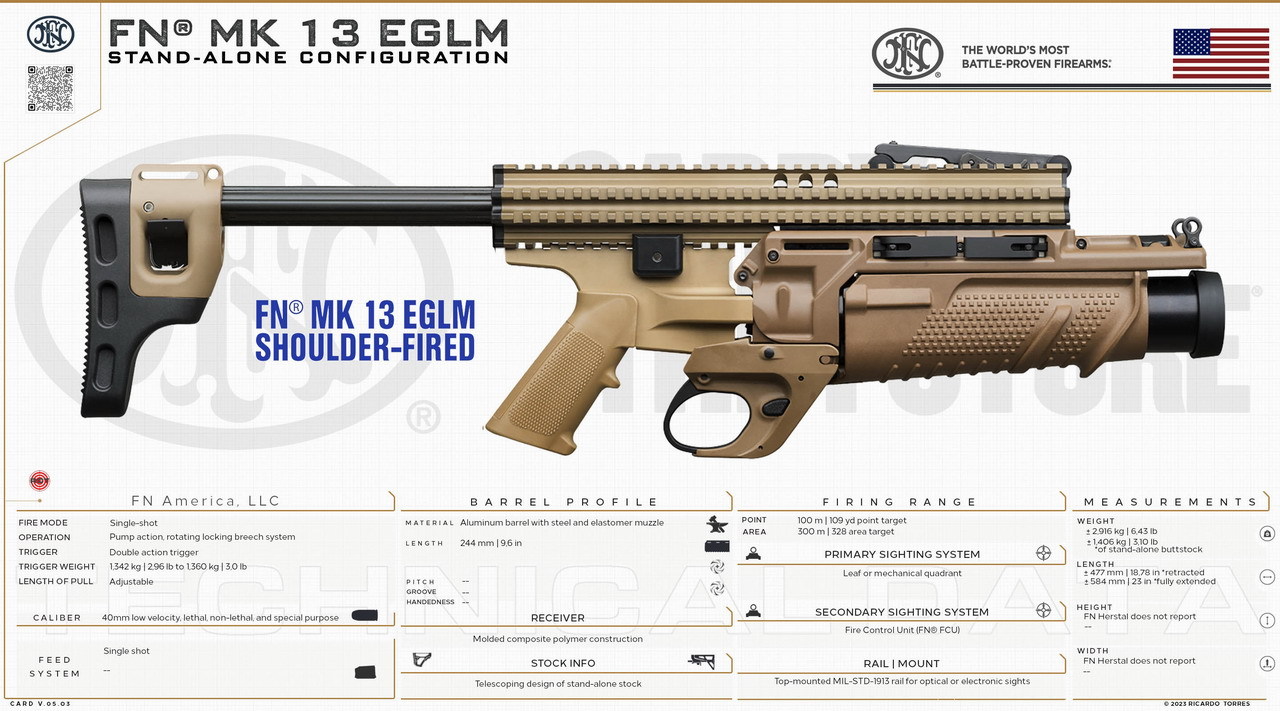 FN® MK 13 EGLM
STAND-ALONE CONFIGURATION
FN
®
THE WORLD'S MOST
BATTLE-PROVEN FIREARMS.
FN® MK 13 EGLM
SHOULDER-FIRED
®
FN America, LLC
FIRE MODE Single-shot
OPERATION Pump action, rotating locking breech system
TRIGGER Double action trigger
TRIGGER WEIGHT 1,342 kg | 2,96 lb to 1,360 kg | 3.0 lb
LENGTH OF PULL Adjustable
CALIBER 40mm low velocity, lethal, non-lethal, and special purpose
FEED
SYSTEM
Single shot
--
BARREL PROFILE
MATERIAL Aluminum barrel with steel and elastomer muzzle
LENGTH 244 mm | 9.6 in
PITCH --
GROOVE --
HANDEDNESS --
RECEIVER
Molded composite polymer construction
STOCK INFO
Telescoping design of stand-alone stock
FIRING RANGE
POINT 100 m | 109 yd point target
AREA 300 m | 328 area target
PRIMARY SIGHTING SYSTEM
Leaf or mechanical quadrant
SECONDARY SIGHTING SYSTEM
Fire Control Unit (FN® FCU)
RAIL | MOUNT
Top-mounted MIL-STD-1913 rail for optical or electronic sights
MEASUREMENTS
WEIGHT
± 2,916 kg | 6,43 lb
± 1,406 kg | 3,10 lb
*of stand-alone buttstock
LENGTH
± 477 mm | 18,78 in *retracted
± 584 mm | 23 in *fully extended
HEIGHT
FN Herstal does not report
--
WIDTH
FN Herstal does not report
--
TECHNICAL DATA
CARD V.05.03
© 2023 RICARDO TORRES